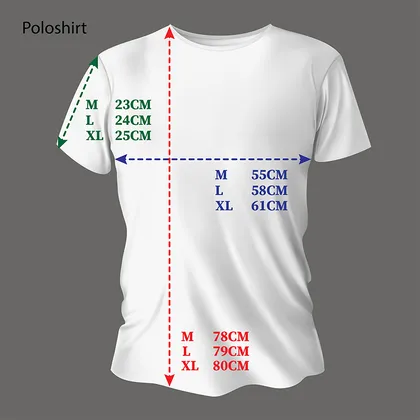 Poloshirt
M 23CM
L 24CM
XL 25CM
M 55CM
L 58CM
XL 61CM
M 78CM
L 79CM
XL 80CM